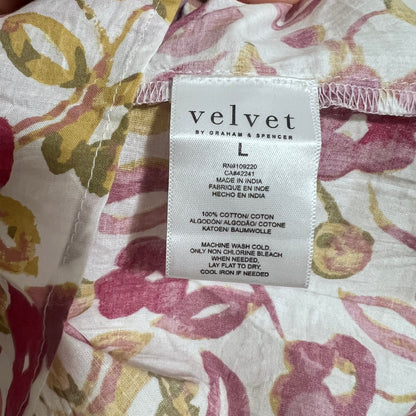 velvet
BY GRAHAM & SPENCER
L
RN#109220
CA#42241
MADE IN INDIA
FABRIQUE EN INDE
HECHO EN INDIA
100% COTTON/ COTON
ALGODÓN/ ALGODÃO/ COTONE
KATOEN/ BAUMWOLLE
MACHINE WASH COLD.
ONLY NON CHLORINE BLEACH
WHEN NEEDED,
LAY FLAT TO DRY,
COOL IRON IF NEEDED